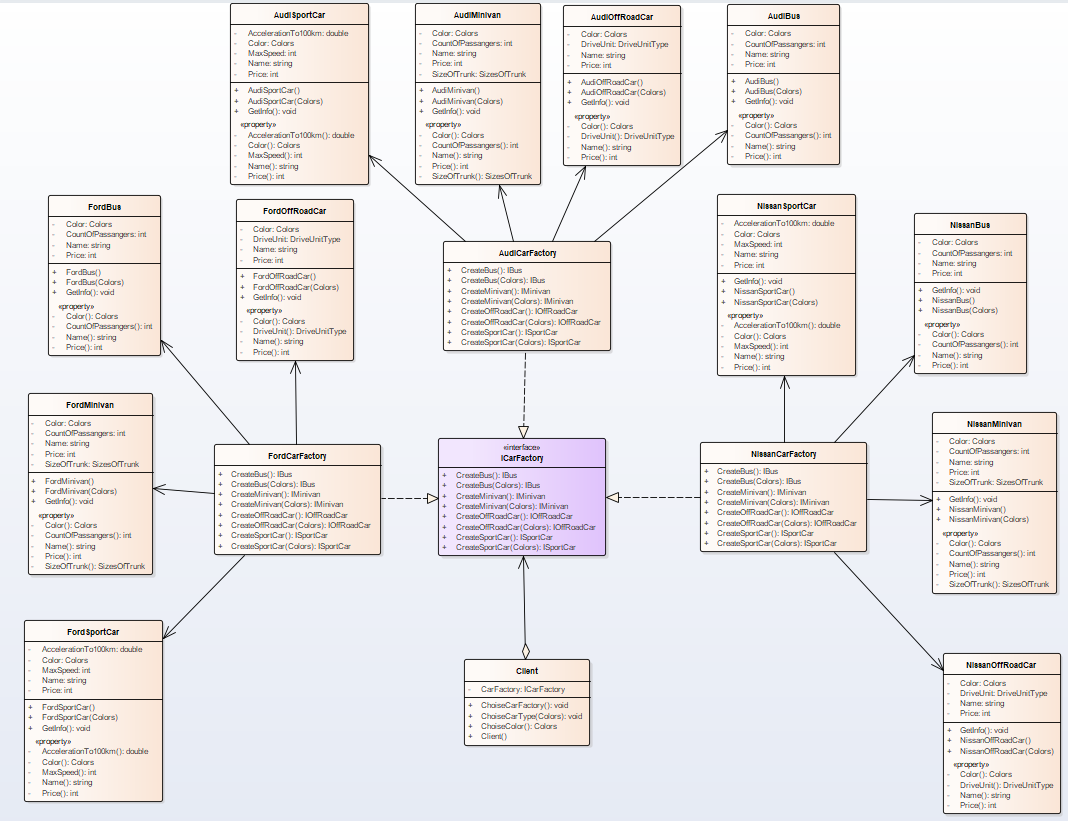 AudiSportCar
- AccelerationTo100km: double
- Color: Colors
- MaxSpeed: int
- Name: string
- Price: int
+ AudiSportCar()
+ AudiSportCar(Colors)
+ GetInfo(): void
«property»
- AccelerationTo100km(): double
- Color(): Colors
- MaxSpeed(): int
- Name(): string
- Price(): int
AudiMinivan
- Color: Colors
- CountOfPassangers: int
- Name: string
- Price: int
- SizeOfTrunk: SizesOfTrunk
+ AudiMinivan()
+ AudiMinivan(Colors)
+ GetInfo(): void
«property»
- Color(): Colors
- CountOfPassangers(): int
- Name(): string
- Price(): int
- SizeOfTrunk(): SizesOfTrunk
AudiOffRoadCar
- Color: Colors
- DriveUnit: DriveUnitType
- Name: string
- Price: int
+ AudiOffRoadCar()
+ AudiOffRoadCar(Colors)
+ GetInfo(): void
«property»
- Color(): Colors
- DriveUnit(): DriveUnitType
- Name(): string
- Price(): int
AudiBus
- Color: Colors
- CountOfPassangers: int
- Name: string
- Price: int
+ AudiBus()
+ AudiBus(Colors)
+ GetInfo(): void
«property»
- Color(): Colors
- CountOfPassangers(): int
- Name(): string
- Price(): int
FordBus
- Color: Colors
- CountOfPassangers: int
- Name: string
- Price: int
+ FordBus()
+ FordBus(Colors)
+ GetInfo(): void
«property»
- Color(): Colors
- CountOfPassangers(): int
- Name(): string
- Price(): int
FordOffRoadCar
- Color: Colors
- DriveUnit: DriveUnitType
- Name: string
- Price: int
+ FordOffRoadCar()
+ FordOffRoadCar(Colors)
+ GetInfo(): void
«property»
- Color(): Colors
- DriveUnit(): DriveUnitType
- Name(): string
- Price(): int
AudiCarFactory
+ CreateBus(): IBus
+ CreateBus(Colors): IBus
+ CreateMinivan(): IMinivan
+ CreateMinivan(Colors): IMinivan
+ CreateOffRoadCar(): IOffRoadCar
+ CreateOffRoadCar(Colors): IOffRoadCar
+ CreateSportCar(): ISportCar
+ CreateSportCar(Colors): ISportCar
NissanSportCar
- AccelerationTo100km: double
- Color: Colors
- MaxSpeed: int
- Name: string
- Price: int
+ GetInfo(): void
+ NissanSportCar()
+ NissanSportCar(Colors)
«property»
- AccelerationTo100km(): double
- Color(): Colors
- MaxSpeed(): int
- Name(): string
- Price(): int
NissanBus
- Color: Colors
- CountOfPassangers: int
- Name: string
- Price: int
+ GetInfo(): void
+ NissanBus()
+ NissanBus(Colors)
«property»
- Color(): Colors
- CountOfPassangers(): int
- Name(): string
- Price(): int
FordMinivan
- Color: Colors
- CountOfPassangers: int
- Name: string
- Price: int
- SizeOfTrunk: SizesOfTrunk
+ FordMinivan()
+ FordMinivan(Colors)
+ GetInfo(): void
«property»
- Color(): Colors
- CountOfPassangers(): int
- Name(): string
- Price(): int
- SizeOfTrunk(): SizesOfTrunk
FordCarFactory
+ CreateBus(): IBus
+ CreateBus(Colors): IBus
+ CreateMinivan(): IMinivan
+ CreateMinivan(Colors): IMinivan
+ CreateOffRoadCar(): IOffRoadCar
+ CreateOffRoadCar(Colors): IOffRoadCar
+ CreateSportCar(): ISportCar
+ CreateSportCar(Colors): ISportCar
«interface»
ICarFactory
+ CreateBus(): IBus
+ CreateBus(Colors): IBus
+ CreateMinivan(): IMinivan
+ CreateMinivan(Colors): IMinivan
+ CreateOffRoadCar(): IOffRoadCar
+ CreateOffRoadCar(Colors): IOffRoadCar
+ CreateSportCar(): ISportCar
+ CreateSportCar(Colors): ISportCar
NissanCarFactory
+ CreateBus(): IBus
+ CreateBus(Colors): IBus
+ CreateMinivan(): IMinivan
+ CreateMinivan(Colors): IMinivan
+ CreateOffRoadCar(): IOffRoadCar
+ CreateOffRoadCar(Colors): IOffRoadCar
+ CreateSportCar(): ISportCar
+ CreateSportCar(Colors): ISportCar
NissanMinivan
- Color: Colors
- CountOfPassangers: int
- Name: string
- Price: int
- SizeOfTrunk: SizesOfTrunk
+ GetInfo(): void
+ NissanMinivan()
+ NissanMinivan(Colors)
«property»
- Color(): Colors
- CountOfPassangers(): int
- Name(): string
- Price(): int
- SizeOfTrunk(): SizesOfTrunk
FordSportCar
- AccelerationTo100km: double
- Color: Colors
- MaxSpeed: int
- Name: string
- Price: int
+ FordSportCar()
+ FordSportCar(Colors)
+ GetInfo(): void
«property»
- AccelerationTo100km(): double
- Color(): Colors
- MaxSpeed(): int
- Name(): string
- Price(): int
Client
- CarFactory: ICarFactory
+ ChoiseCarFactory(): void
+ ChoiseCarType(Colors): void
+ ChoiseColor(): Colors
+ Client()
NissanOffRoadCar
- Color: Colors
- DriveUnit: DriveUnitType
- Name: string
- Price: int
+ GetInfo(): void
+ NissanOffRoadCar()
+ NissanOffRoadCar(Colors)
«property»
- Color(): Colors
- DriveUnit(): DriveUnitType
- Name(): string
- Price(): int